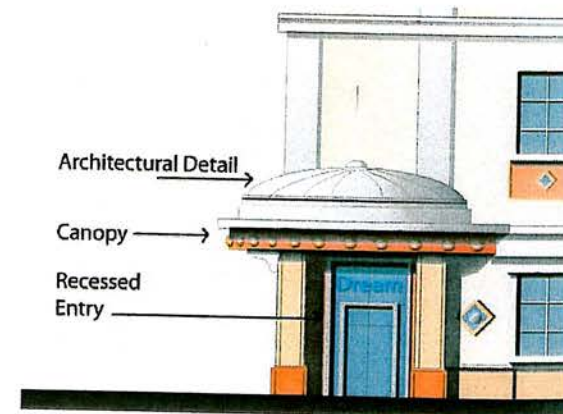 Architectural Detail
Canopy
Recessed
Entry
Dream